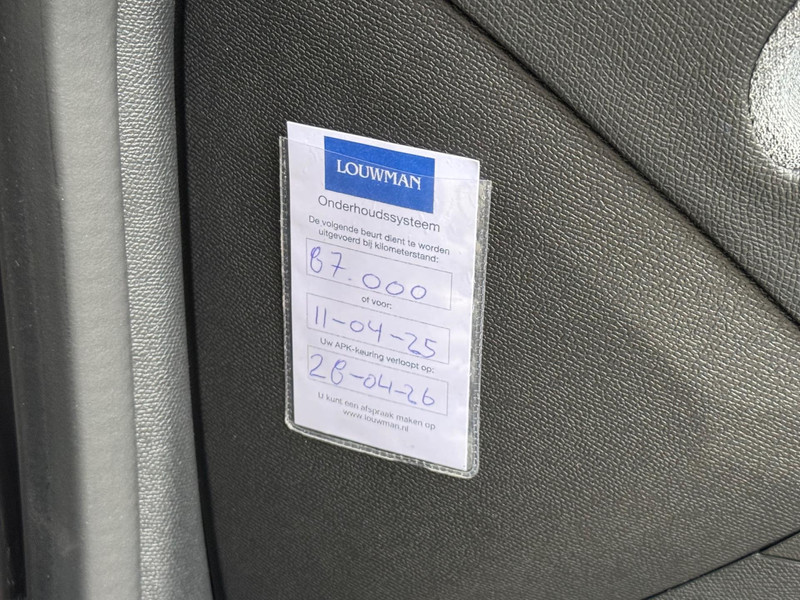 LOUWMAN
Onderhoudssysteem
De volgende beurt dient te worden
uitgevoerd bij kilometerstand:
87.000
of voor:
11-04-25
Uw APK-keuring verloopt op:
28-04-26
U kunt een afspraak maken op
www.louwman.nl